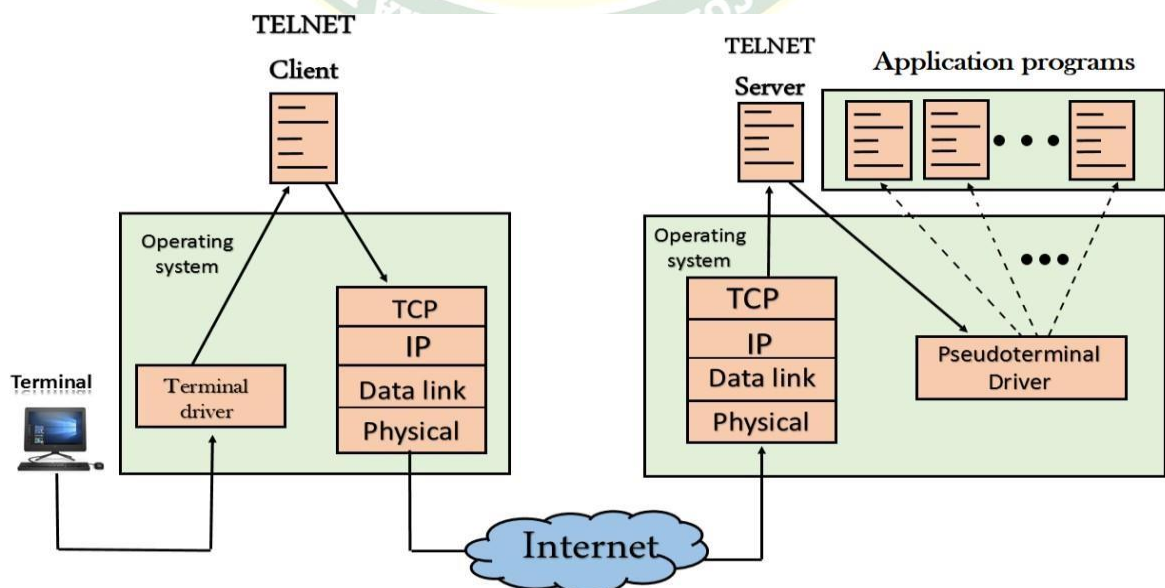 TELNET
Client
Operating
system
TCP
IP
Data link
Physical
Terminal
driver
Terminal
Internet
TELNET
Server
Application programs
Operating
system
TCP
IP
Data link
Physical
Pseudoterminal
Driver